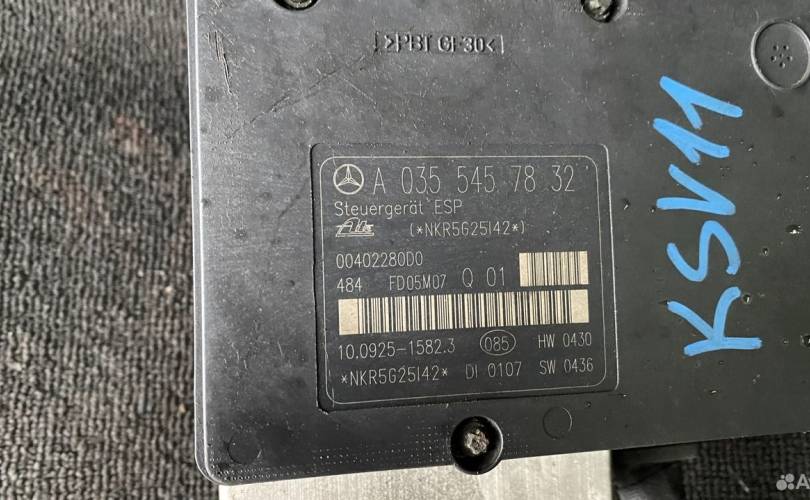 >PBT GF30<
A 035 545 78 32
Steuergerät ESP
Ate (*NKR5G25I42*)
00402280D0
484 FD05M07 Q 01
10.0925-1582.3 085 HW 0430
*NKR5G25I42* DI 0107 SW 0436
KSV11